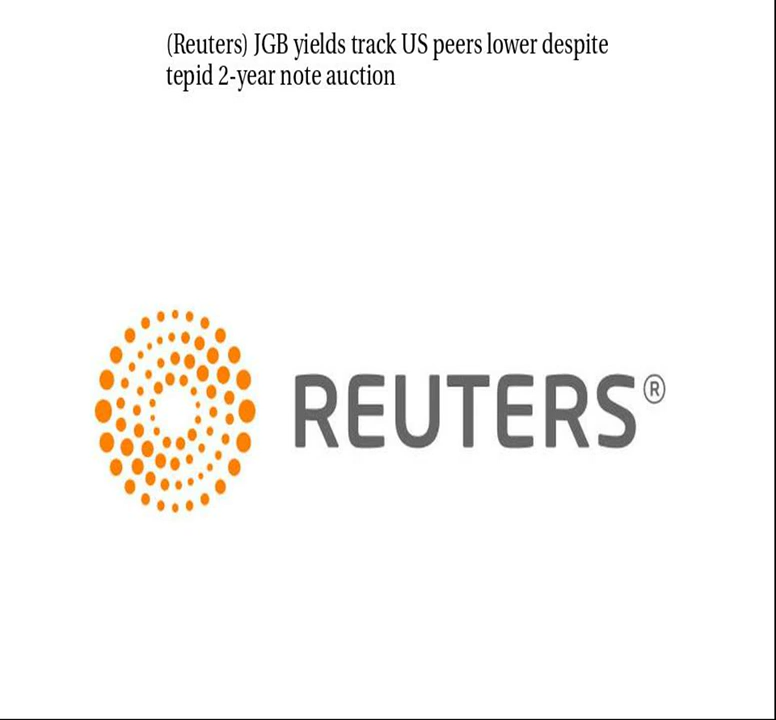 (Reuters) JGB yields track US peers lower despite
tepid 2-year note auction
REUTERS®